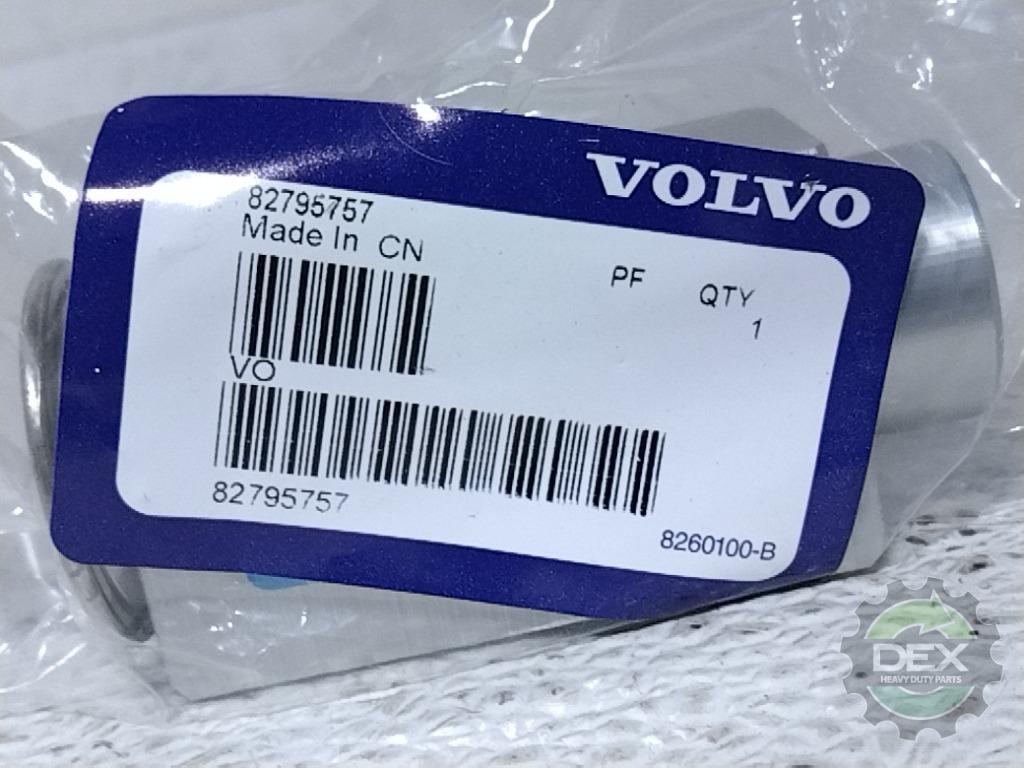 VOLVO
82795757
Made In CN
PF QTY
1
VO
82795757
8260100-B
DEX
HEAVY DUTY PARTS